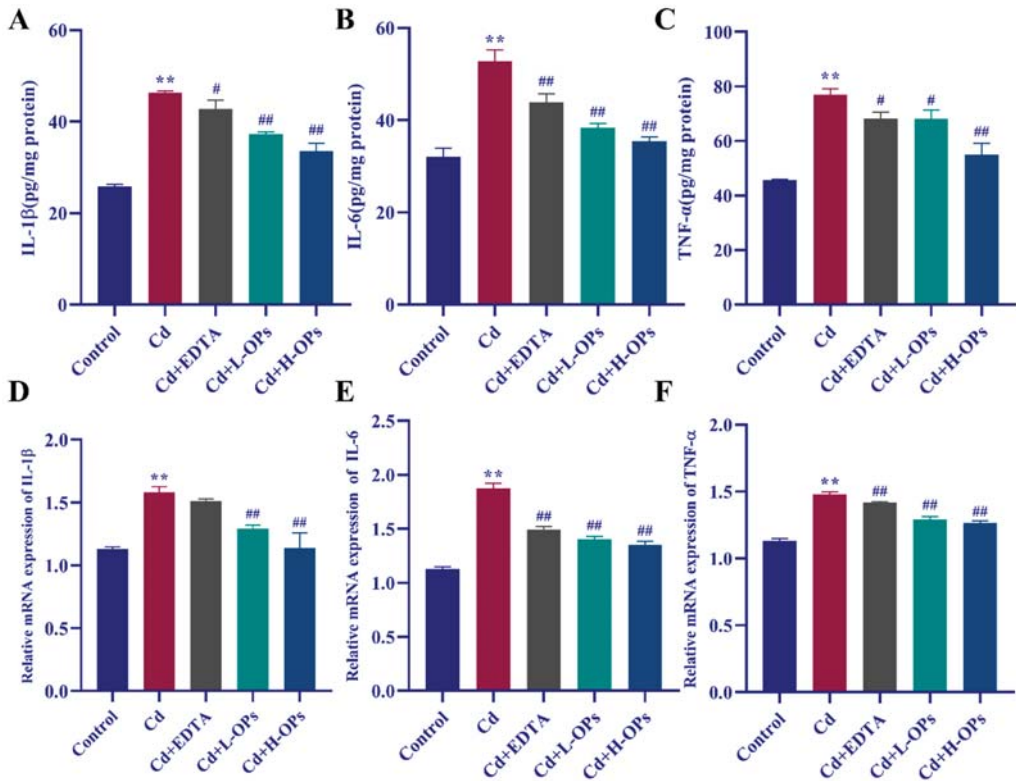 A
IL-1β(pg/mg protein)
60
40
20
0
**
#
##
##
Control
Cd
Cd+EDTA
Cd+L-OPs
Cd+H-OPs
B
IL-6(pg/mg protein)
60
40
20
0
**
##
##
##
Control
Cd
Cd+EDTA
Cd+L-OPs
Cd+H-OPs
C
TNF-α(pg/mg protein)
100
80
60
40
20
0
**
#
#
##
Control
Cd
Cd+EDTA
Cd+L-OPs
Cd+H-OPs
D
Relative mRNA expression of IL-1β
2.0
1.5
1.0
0.5
0.0
**
##
##
Control
Cd
Cd+EDTA
Cd+L-OPs
Cd+H-OPs
E
Relative mRNA expression of IL-6
2.5
2.0
1.5
1.0
0.5
0.0
**
##
##
##
Control
Cd
Cd+EDTA
Cd+L-OPs
Cd+H-OPs
F
Relative mRNA expression of TNF-α
2.0
1.5
1.0
0.5
0.0
**
##
##
##
Control
Cd
Cd+EDTA
Cd+L-OPs
Cd+H-OPs